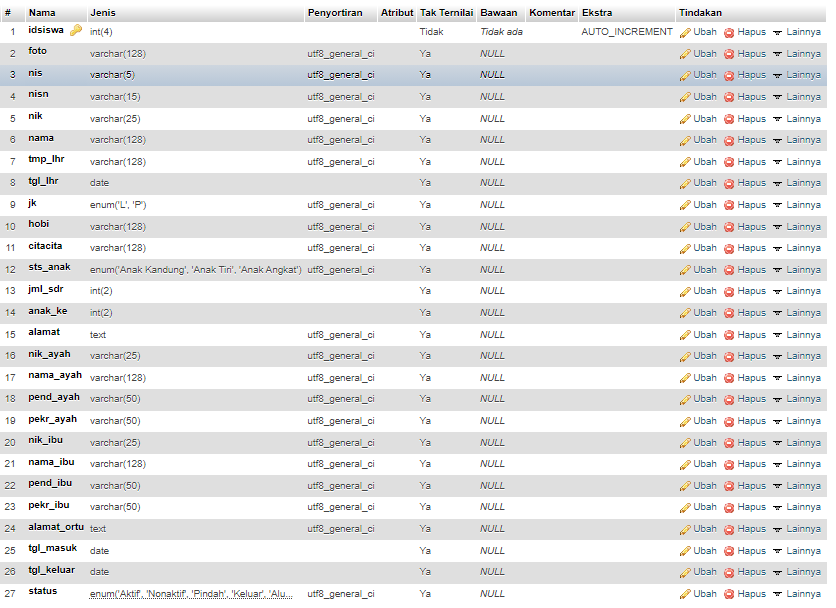 # Nama Jenis Penyortiran Atribut Tak Ternilai Bawaan Komentar Ekstra Tindakan
1 idsiswa int(4) Tidak Tidak ada AUTO_INCREMENT Ubah Hapus Lainnya
2 foto varchar(128) utf8_general_ci Ya NULL Ubah Hapus Lainnya
3 nis varchar(5) utf8_general_ci Ya NULL Ubah Hapus Lainnya
4 nisn varchar(15) utf8_general_ci Ya NULL Ubah Hapus Lainnya
5 nik varchar(25) utf8_general_ci Ya NULL Ubah Hapus Lainnya
6 nama varchar(128) utf8_general_ci Ya NULL Ubah Hapus Lainnya
7 tmp_lhr varchar(128) utf8_general_ci Ya NULL Ubah Hapus Lainnya
8 tgl_lhr date Ya NULL Ubah Hapus Lainnya
9 jk enum('L', 'P') utf8_general_ci Ya NULL Ubah Hapus Lainnya
10 hobi varchar(128) utf8_general_ci Ya NULL Ubah Hapus Lainnya
11 citacita varchar(128) utf8_general_ci Ya NULL Ubah Hapus Lainnya
12 sts_anak enum('Anak Kandung', 'Anak Tiri', 'Anak Angkat') utf8_general_ci Ya NULL Ubah Hapus Lainnya
13 jml_sdr int(2) Ya NULL Ubah Hapus Lainnya
14 anak_ke int(2) Ya NULL Ubah Hapus Lainnya
15 alamat text utf8_general_ci Ya NULL Ubah Hapus Lainnya
16 nik_ayah varchar(25) utf8_general_ci Ya NULL Ubah Hapus Lainnya
17 nama_ayah varchar(128) utf8_general_ci Ya NULL Ubah Hapus Lainnya
18 pend_ayah varchar(50) utf8_general_ci Ya NULL Ubah Hapus Lainnya
19 pekr_ayah varchar(50) utf8_general_ci Ya NULL Ubah Hapus Lainnya
20 nik_ibu varchar(25) utf8_general_ci Ya NULL Ubah Hapus Lainnya
21 nama_ibu varchar(128) utf8_general_ci Ya NULL Ubah Hapus Lainnya
22 pend_ibu varchar(50) utf8_general_ci Ya NULL Ubah Hapus Lainnya
23 pekr_ibu varchar(50) utf8_general_ci Ya NULL Ubah Hapus Lainnya
24 alamat_ortu text utf8_general_ci Ya NULL Ubah Hapus Lainnya
25 tgl_masuk date Ya NULL Ubah Hapus Lainnya
26 tgl_keluar date Ya NULL Ubah Hapus Lainnya
27 status enum('Aktif', 'Nonaktif', 'Pindah', 'Keluar', 'Alu... utf8_general_ci Ya NULL Ubah Hapus Lainnya